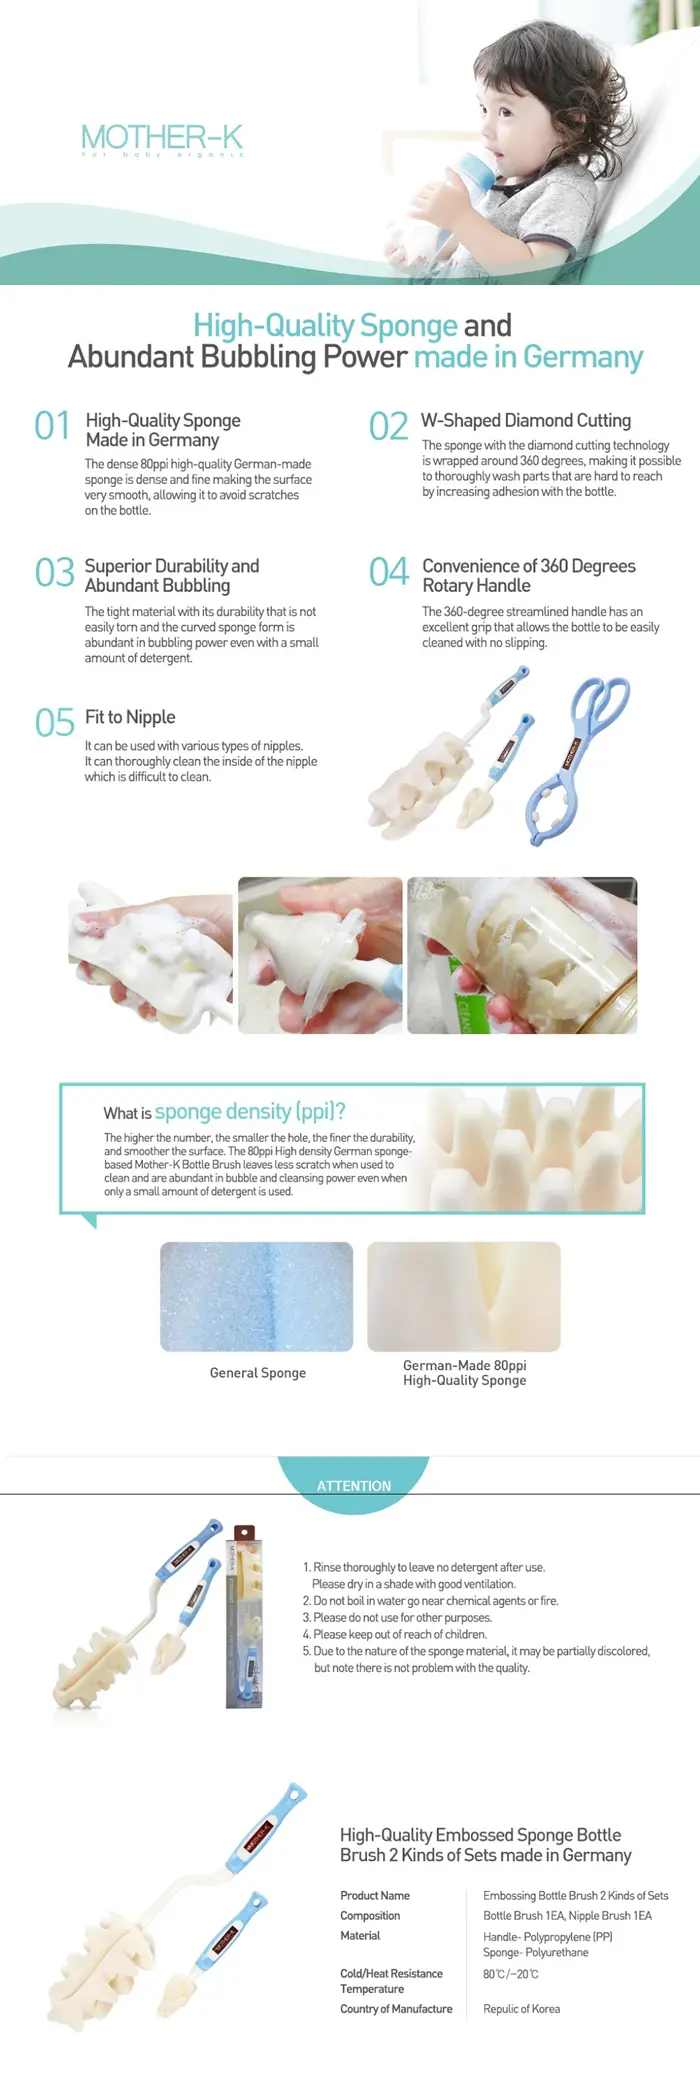 MOTHER-K
For baby organic
High-Quality Sponge and
Abundant Bubbling Power made in Germany
01
High-Quality Sponge
Made in Germany
The dense 80ppi high-quality German-made
sponge is dense and fine making the surface
very smooth, allowing it to avoid scratches
on the bottle.
02
W-Shaped Diamond Cutting
The sponge with the diamond cutting technology
is wrapped around 360 degrees, making it possible
to thoroughly wash parts that are hard to reach
by increasing adhesion with the bottle.
03
Superior Durability and
Abundant Bubbling
The tight material with its durability that is not
easily torn and the curved sponge form is
abundant in bubbling power even with a small
amount of detergent.
04
Convenience of 360 Degrees
Rotary Handle
The 360-degree streamlined handle has an
excellent grip that allows the bottle to be easily
cleaned with no slipping.
05
Fit to Nipple
It can be used with various types of nipples.
It can thoroughly clean the inside of the nipple
which is difficult to clean.
MOTHER-K
MOTHER-K
MOTHER-K
What is sponge density (ppi)?
The higher the number, the smaller the hole, the finer the durability,
and smoother the surface. The 80ppi High density German sponge-
based Mother-K Bottle Brush leaves less scratch when used to
clean and are abundant in bubble and cleansing power even when
only a small amount of detergent is used.
General Sponge
German-Made 80ppi
High-Quality Sponge
ATTENTION
MOTHER-K
MOTHER-K
MOTHER-K
1. Rinse thoroughly to leave no detergent after use.
Please dry in a shade with good ventilation.
2. Do not boil in water go near chemical agents or fire.
3. Please do not use for other purposes.
4. Please keep out of reach of children.
5. Due to the nature of the sponge material, it may be partially discolored,
but note there is not problem with the quality.
MOTHER-K
MOTHER-K
High-Quality Embossed Sponge Bottle
Brush 2 Kinds of Sets made in Germany
Product Name Embossing Bottle Brush 2 Kinds of Sets
Composition Bottle Brush 1EA, Nipple Brush 1EA
Material Handle- Polypropylene (PP)
Sponge- Polyurethane
Cold/Heat Resistance 80℃/-20℃
Temperature
Country of Manufacture Repulic of Korea